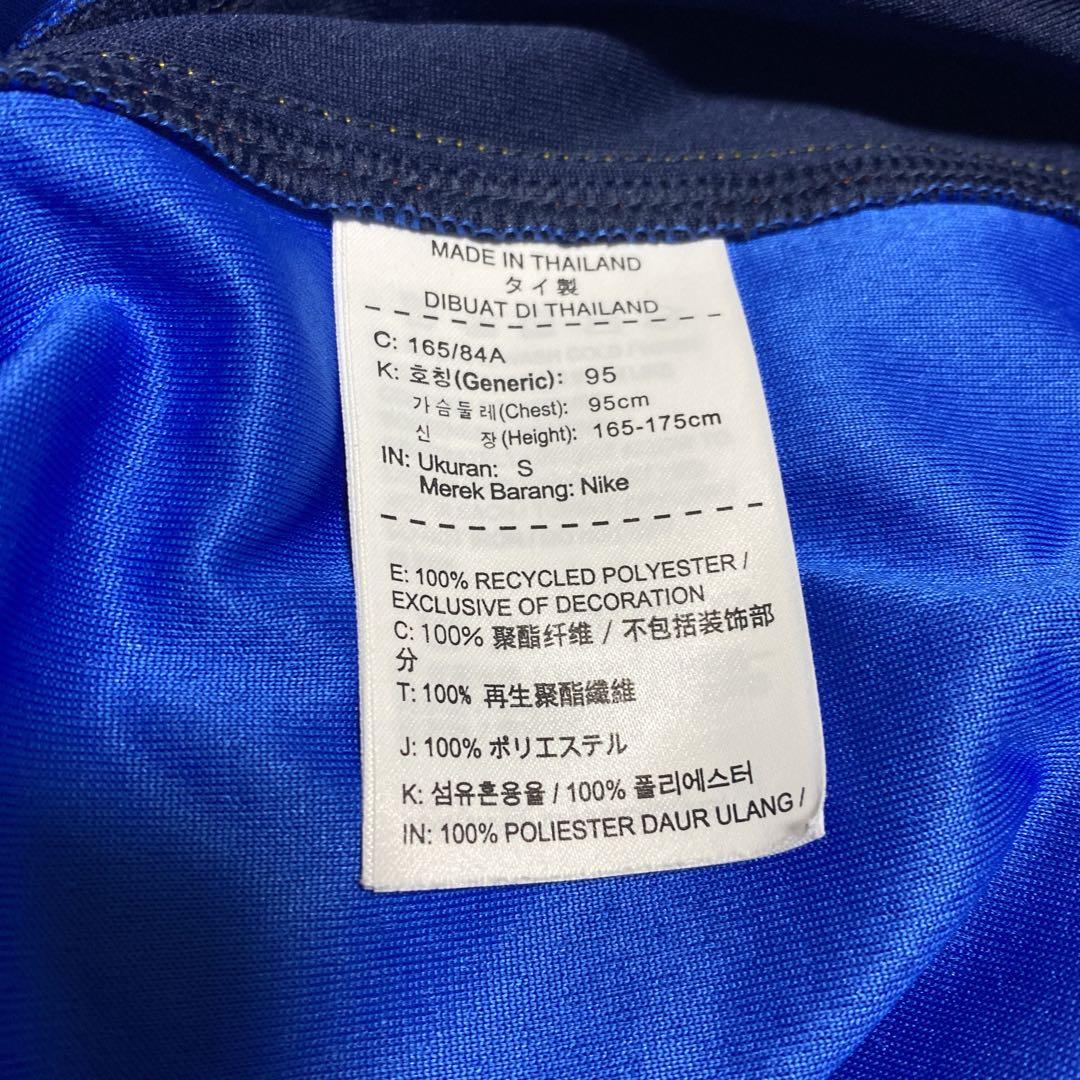 MADE IN THAILAND
タイ製
DIBUAT DI THAILAND
C: 165/84A
K: 호칭(Generic): 95
가슴둘레(Chest): 95cm
신 장(Height): 165-175cm
IN: Ukuran: S
Merek Barang: Nike
E: 100% RECYCLED POLYESTER /
EXCLUSIVE OF DECORATION
C: 100% 聚酯纤维 / 不包括装饰部
分
T: 100% 再生聚酯纖維
J: 100% ポリエステル
K: 섬유혼용율 / 100% 폴리에스터
IN: 100% POLIESTER DAUR ULANG /